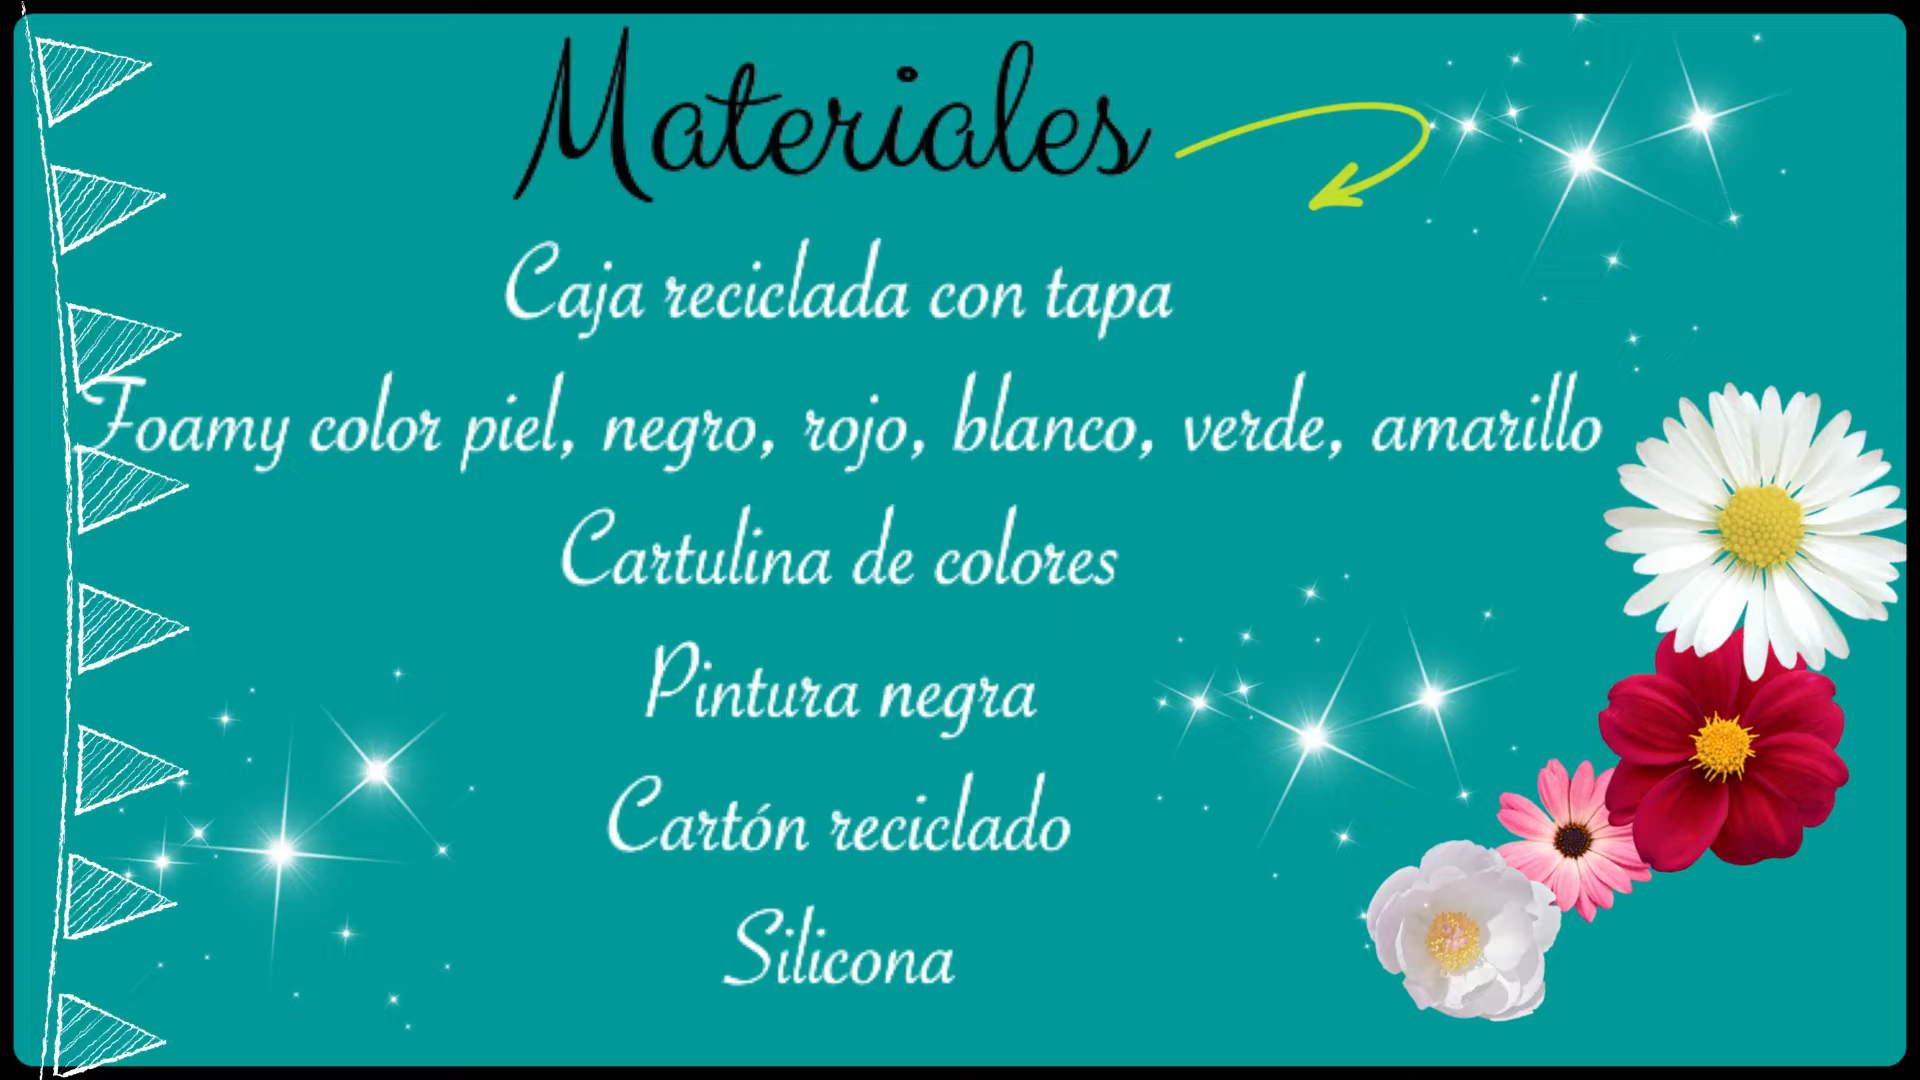 Materiales
Caja reciclada con tapa
Foamy color piel, negro, rojo, blanco, verde, amarillo
Cartulina de colores
Pintura negra
Cartón reciclado
Silicona